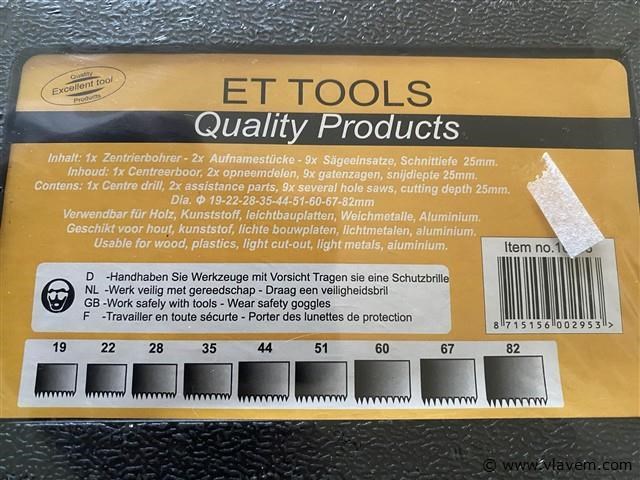 Quality
Excellent tool
Products
ET TOOLS
Quality Products
Inhalt: 1x Zentrierbohrer - 2x Aufnamestücke - 9x Sägeeinsatze, Schnittiefe 25mm.
Inhoud: 1x Centreerboor, 2x opneemdelen, 9x gatenzagen, snijdiepte 25mm.
Contens: 1x Centre drill, 2x assistance parts, 9x several hole saws, cutting depth 25mm.
Dia. Φ 19-22-28-35-44-51-60-67-82mm
Verwendbar für Holz, Kunststoff, leichtbauplatten, Weichmetalle, Aluminium.
Geschikt voor hout, kunststof, lichte bouwplaten, lichtmetalen, aluminium.
Usable for wood, plastics, light cut-out, light metals, aiuminium.
Item no.
D -Handhaben Sie Werkzeuge mit Vorsicht Tragen sie eine Schutzbrille
NL -Werk veilig met gereedschap - Draag een veiligheidsbril
GB -Work safely with tools - Wear safety goggles
F -Travailler en toute sécurte - Porter des lunettes de protection
8 715156 002953 >
19 22 28 35 44 51 60 67 82
© www.vlavem.com